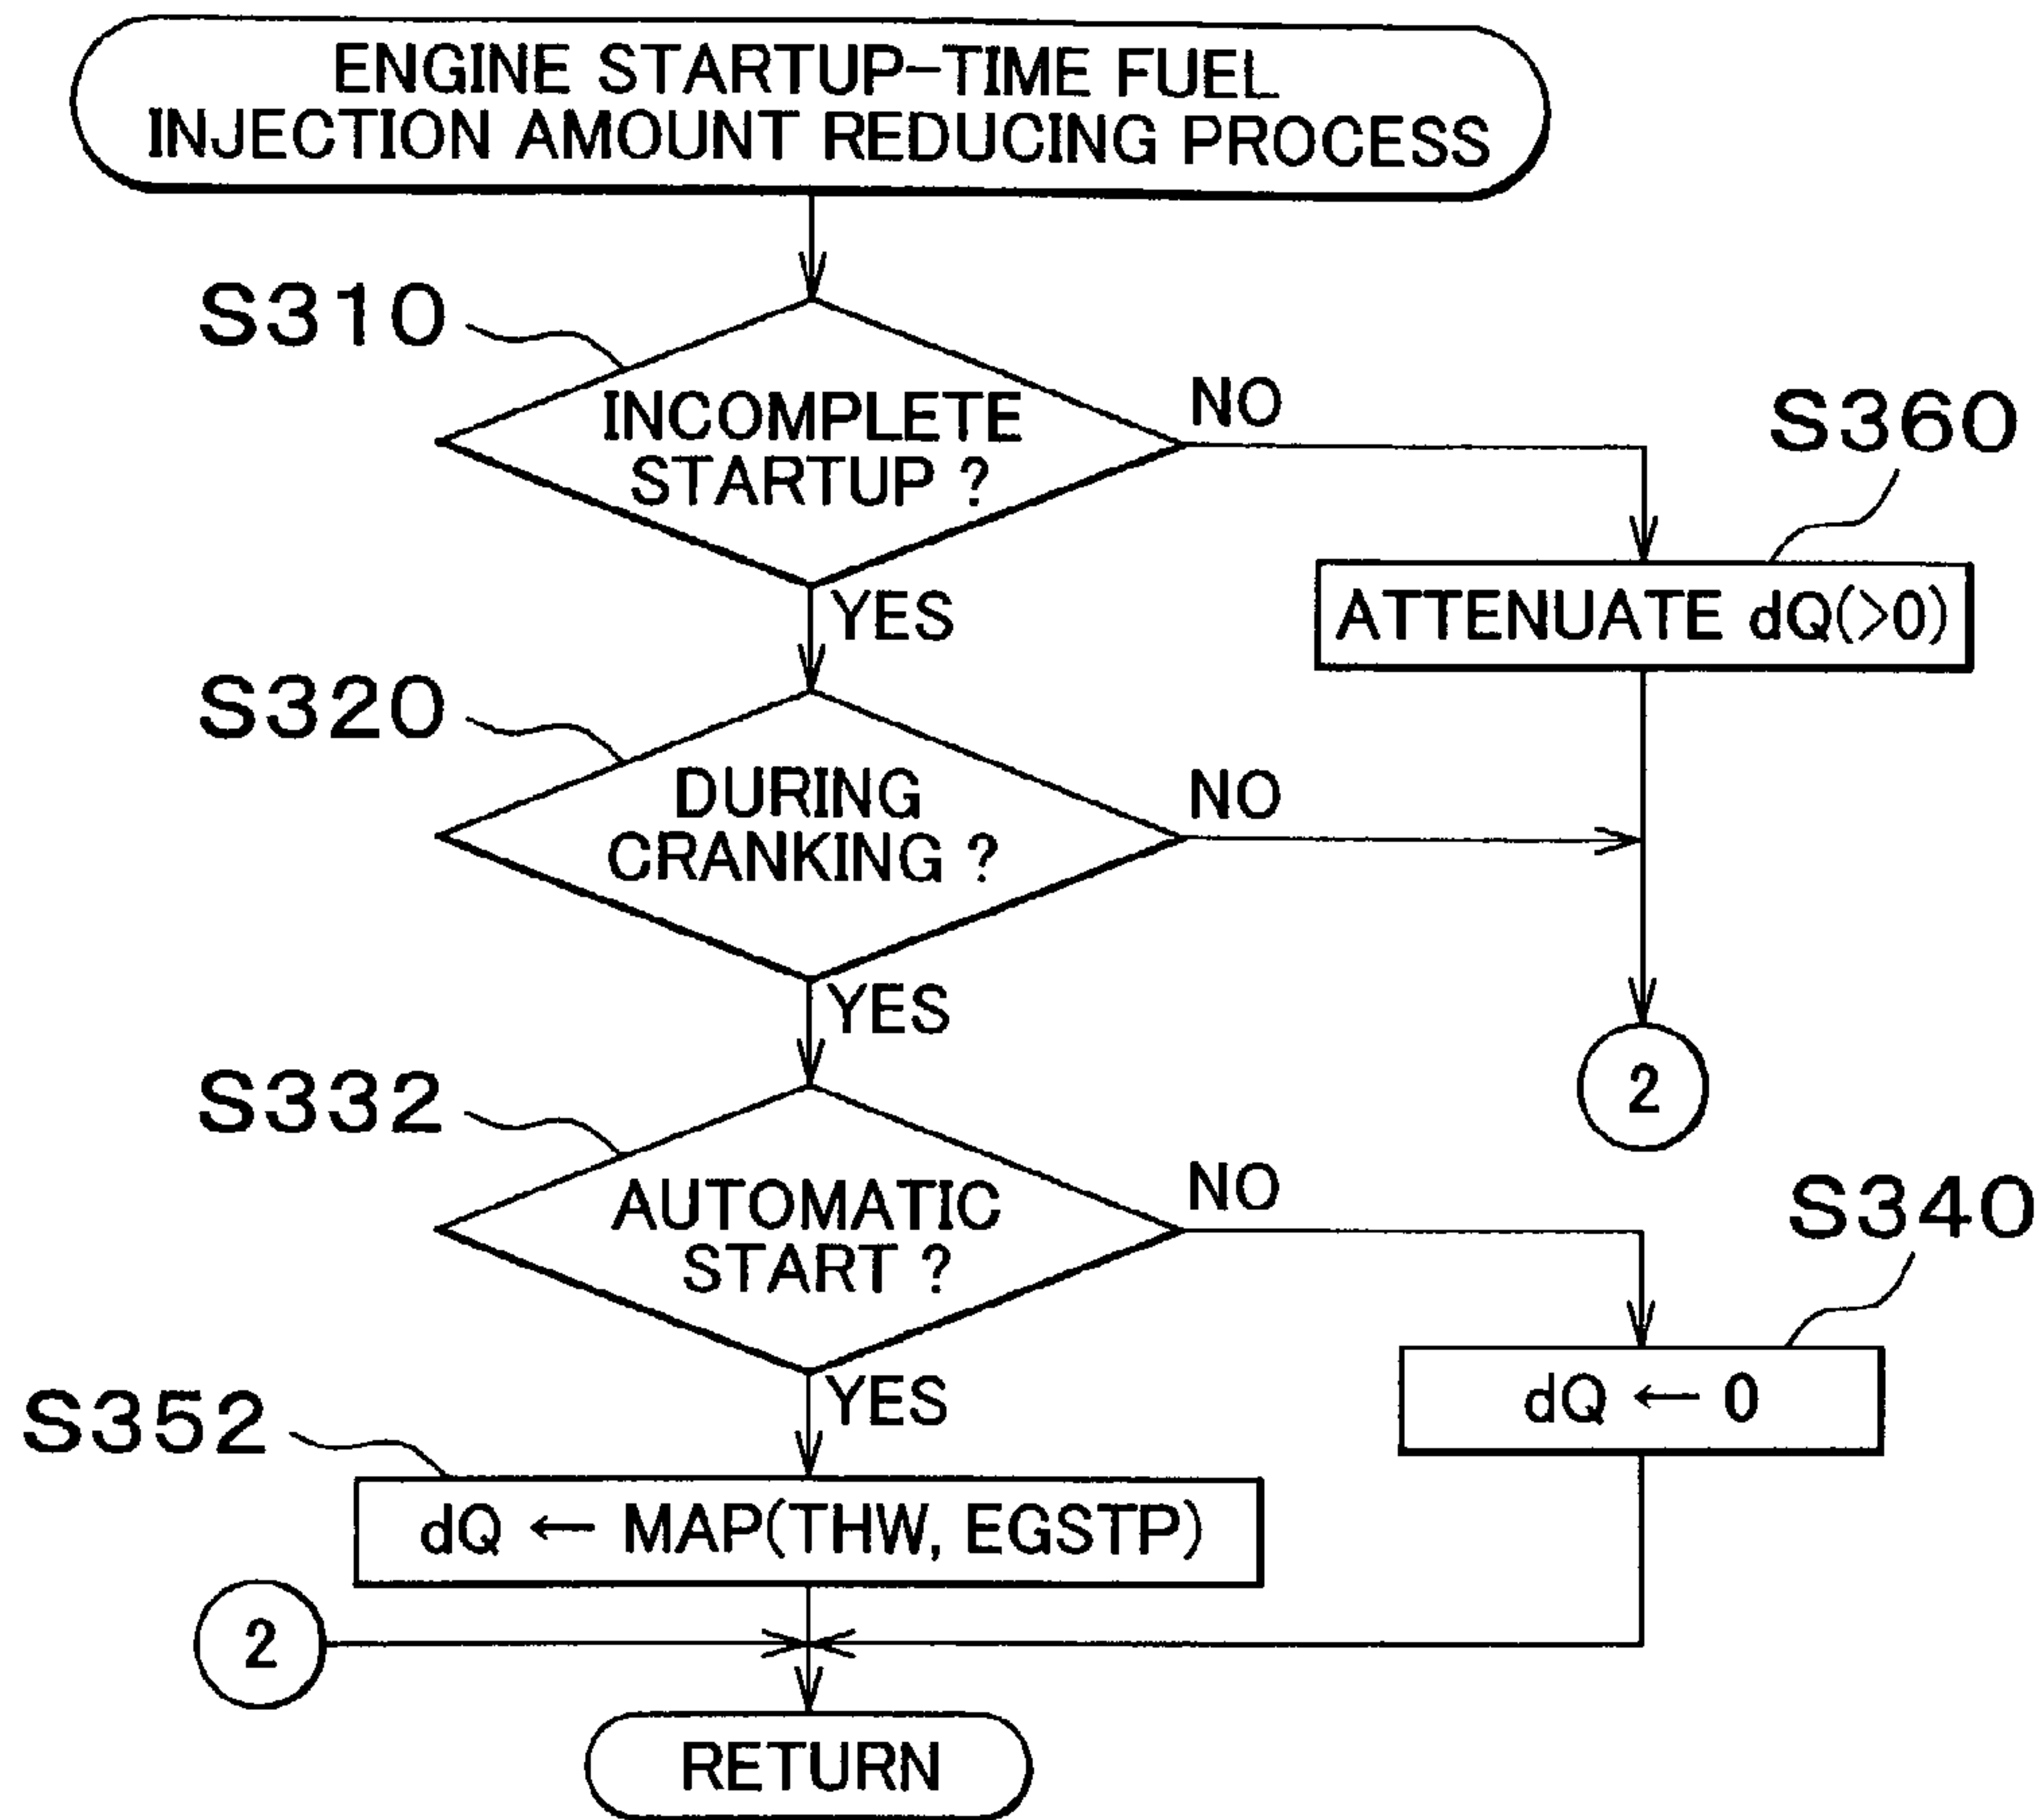 ENGINE STARTUP-TIME FUEL
INJECTION AMOUNT REDUCING PROCESS
S310
INCOMPLETE
STARTUP ?
NO
S360
YES
ATTENUATE dQ(>0)
S320
DURING
CRANKING ?
NO
YES
2
S332
AUTOMATIC
START ?
NO
S340
YES
dQ ← 0
S352
dQ ← MAP(THW, EGSTP)
2
RETURN